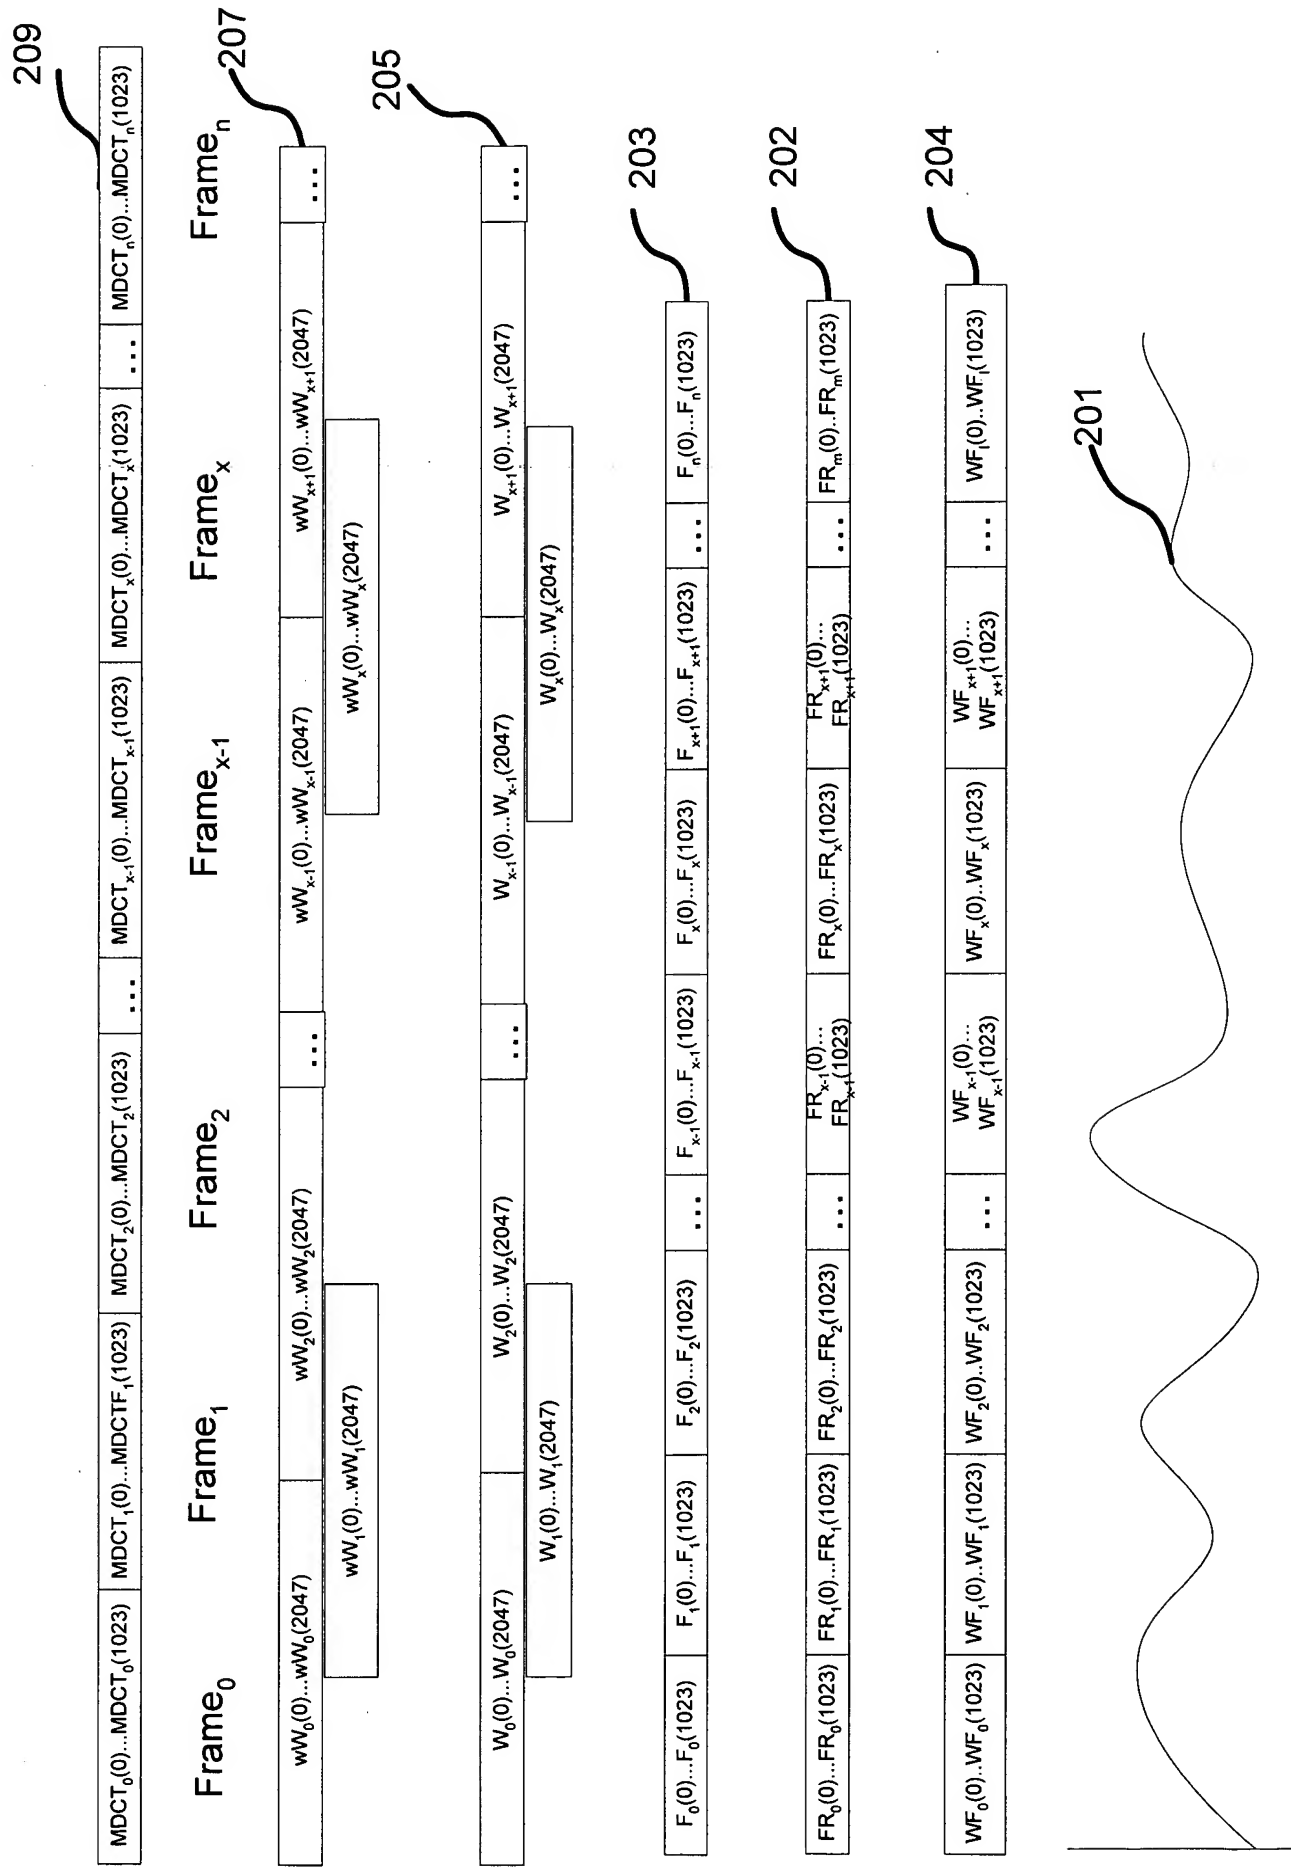 209
MDCT₀(0)...MDCT₀(1023) MDCT₁(0)...MDCTF₁(1023) MDCT₂(0)...MDCT₂(1023) ... MDCTₓ₋₁(0)...MDCTₓ₋₁(1023) MDCTₓ(0)...MDCTₓ(1023) ... MDCTₙ(0)...MDCTₙ(1023)
Frame₀ Frame₁ Frame₂ Frameₓ₋₁ Frameₓ Frameₙ
207
wW₀(0)...wW₀(2047) wW₂(0)...wW₂(2047) ... wWₓ₋₁(0)...wWₓ₋₁(2047) wWₓ₊₁(0)...wWₓ₊₁(2047) ...
wW₁(0)...wW₁(2047) wWₓ(0)...wWₓ(2047)
205
W₀(0)...W₀(2047) W₂(0)...W₂(2047) ... Wₓ₋₁(0)...Wₓ₋₁(2047) Wₓ₊₁(0)...Wₓ₊₁(2047) ...
W₁(0)...W₁(2047) Wₓ(0)...Wₓ(2047)
203
F₀(0)...F₀(1023) F₁(0)...F₁(1023) F₂(0)...F₂(1023) ... Fₓ₋₁(0)...Fₓ₋₁(1023) Fₓ(0)...Fₓ(1023) Fₓ₊₁(0)...Fₓ₊₁(1023) ... Fₙ(0)...Fₙ(1023)
202
FR₀(0)...FR₀(1023) FR₁(0)...FR₁(1023) FR₂(0)...FR₂(1023) ... FRₓ₋₁(0)... FRₓ₋₁(1023) FRₓ(0)...FRₓ(1023) FRₓ₊₁(0)... FRₓ₊₁(1023) ... FRₘ(0)..FRₘ(1023)
204
WF₀(0)..WF₀(1023) WF₁(0)..WF₁(1023) WF₂(0)..WF₂(1023) ... WFₓ₋₁(0)... WFₓ₋₁(1023) WFₓ(0)..WFₓ(1023) WFₓ₊₁(0)... WFₓ₊₁(1023) ... WFₗ(0)..WFₗ(1023)
201